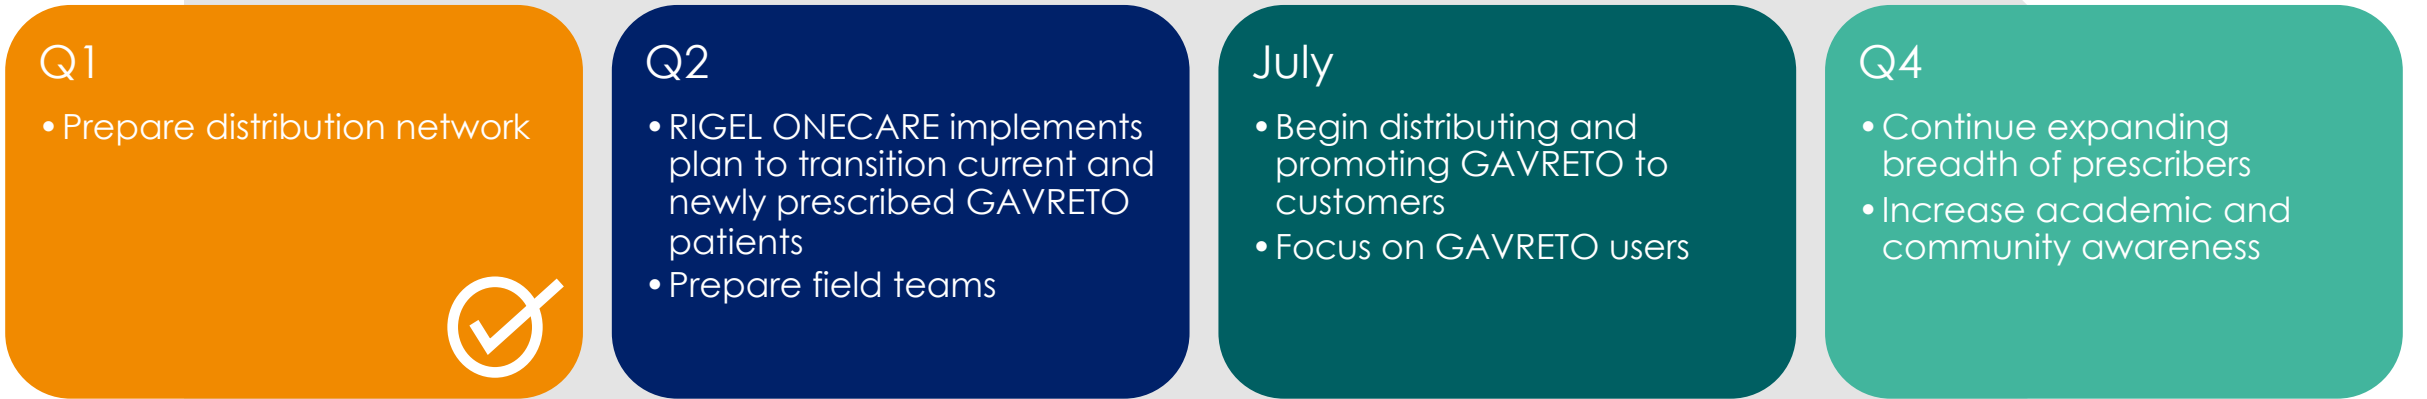 Q1
• Prepare distribution network
Q2
• RIGEL ONECARE implements
plan to transition current and
newly prescribed GAVRETO
patients
• Prepare field teams
July
• Begin distributing and
promoting GAVRETO to
customers
• Focus on GAVRETO users
Q4
• Continue expanding
breadth of prescribers
• Increase academic and
community awareness